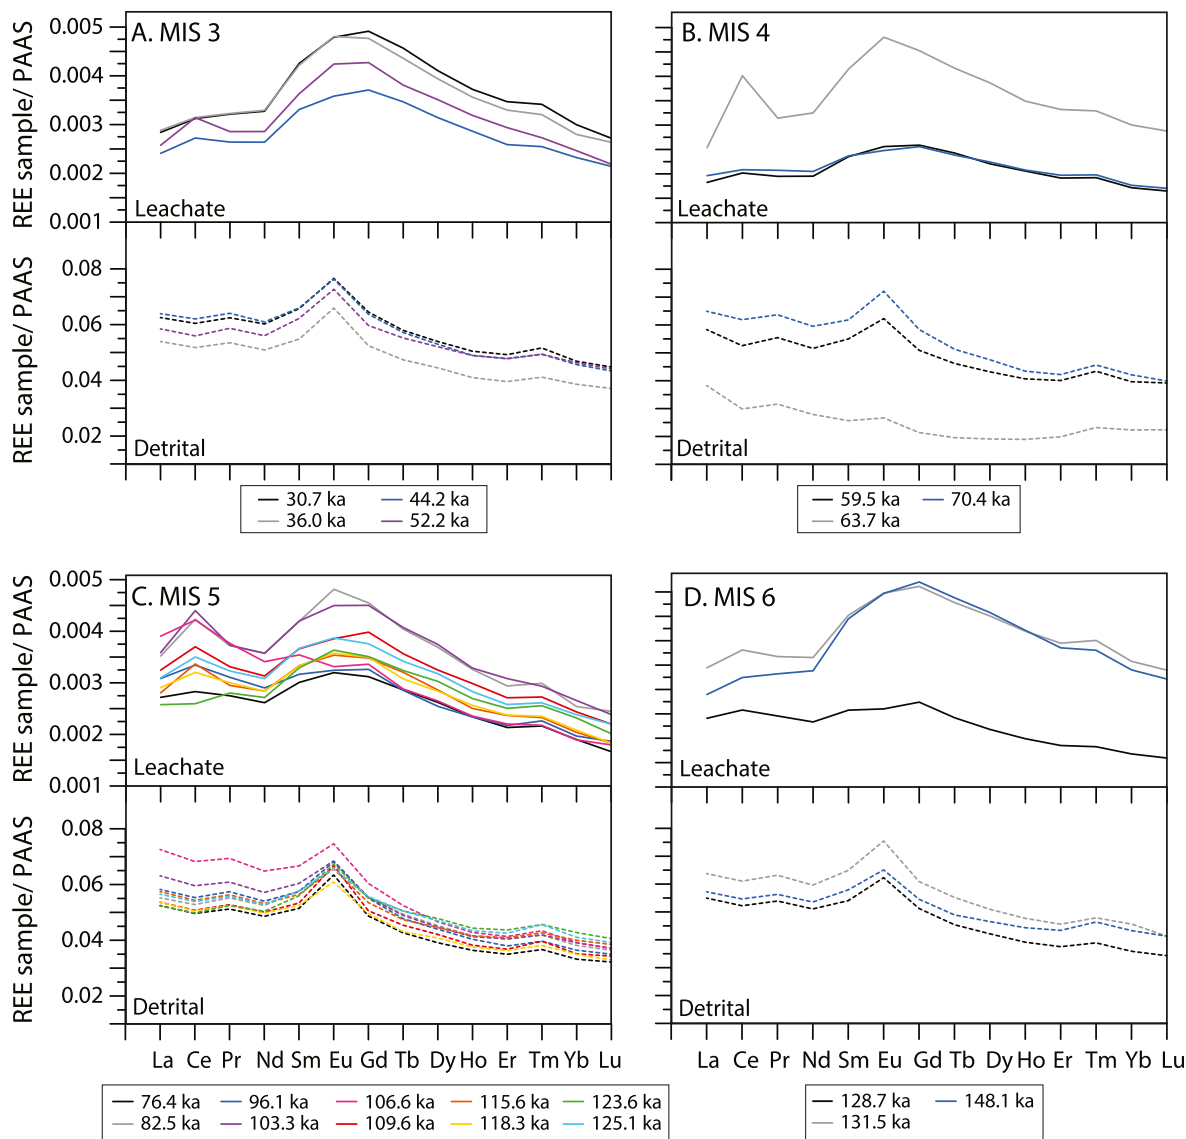 A. MIS 3
B. MIS 4
REE sample/ PAAS
0.005
0.004
0.003
0.002
0.001
Leachate
Leachate
REE sample/ PAAS
0.08
0.06
0.04
0.02
Detrital
Detrital
30.7 ka 44.2 ka
36.0 ka 52.2 ka
59.5 ka 70.4 ka
63.7 ka
C. MIS 5
D. MIS 6
REE sample/ PAAS
0.005
0.004
0.003
0.002
0.001
Leachate
Leachate
REE sample/ PAAS
0.08
0.06
0.04
0.02
Detrital
Detrital
La Ce Pr Nd Sm Eu Gd Tb Dy Ho Er Tm Yb Lu
La Ce Pr Nd Sm Eu Gd Tb Dy Ho Er Tm Yb Lu
76.4 ka 96.1 ka 106.6 ka 115.6 ka 123.6 ka
82.5 ka 103.3 ka 109.6 ka 118.3 ka 125.1 ka
128.7 ka 148.1 ka
131.5 ka